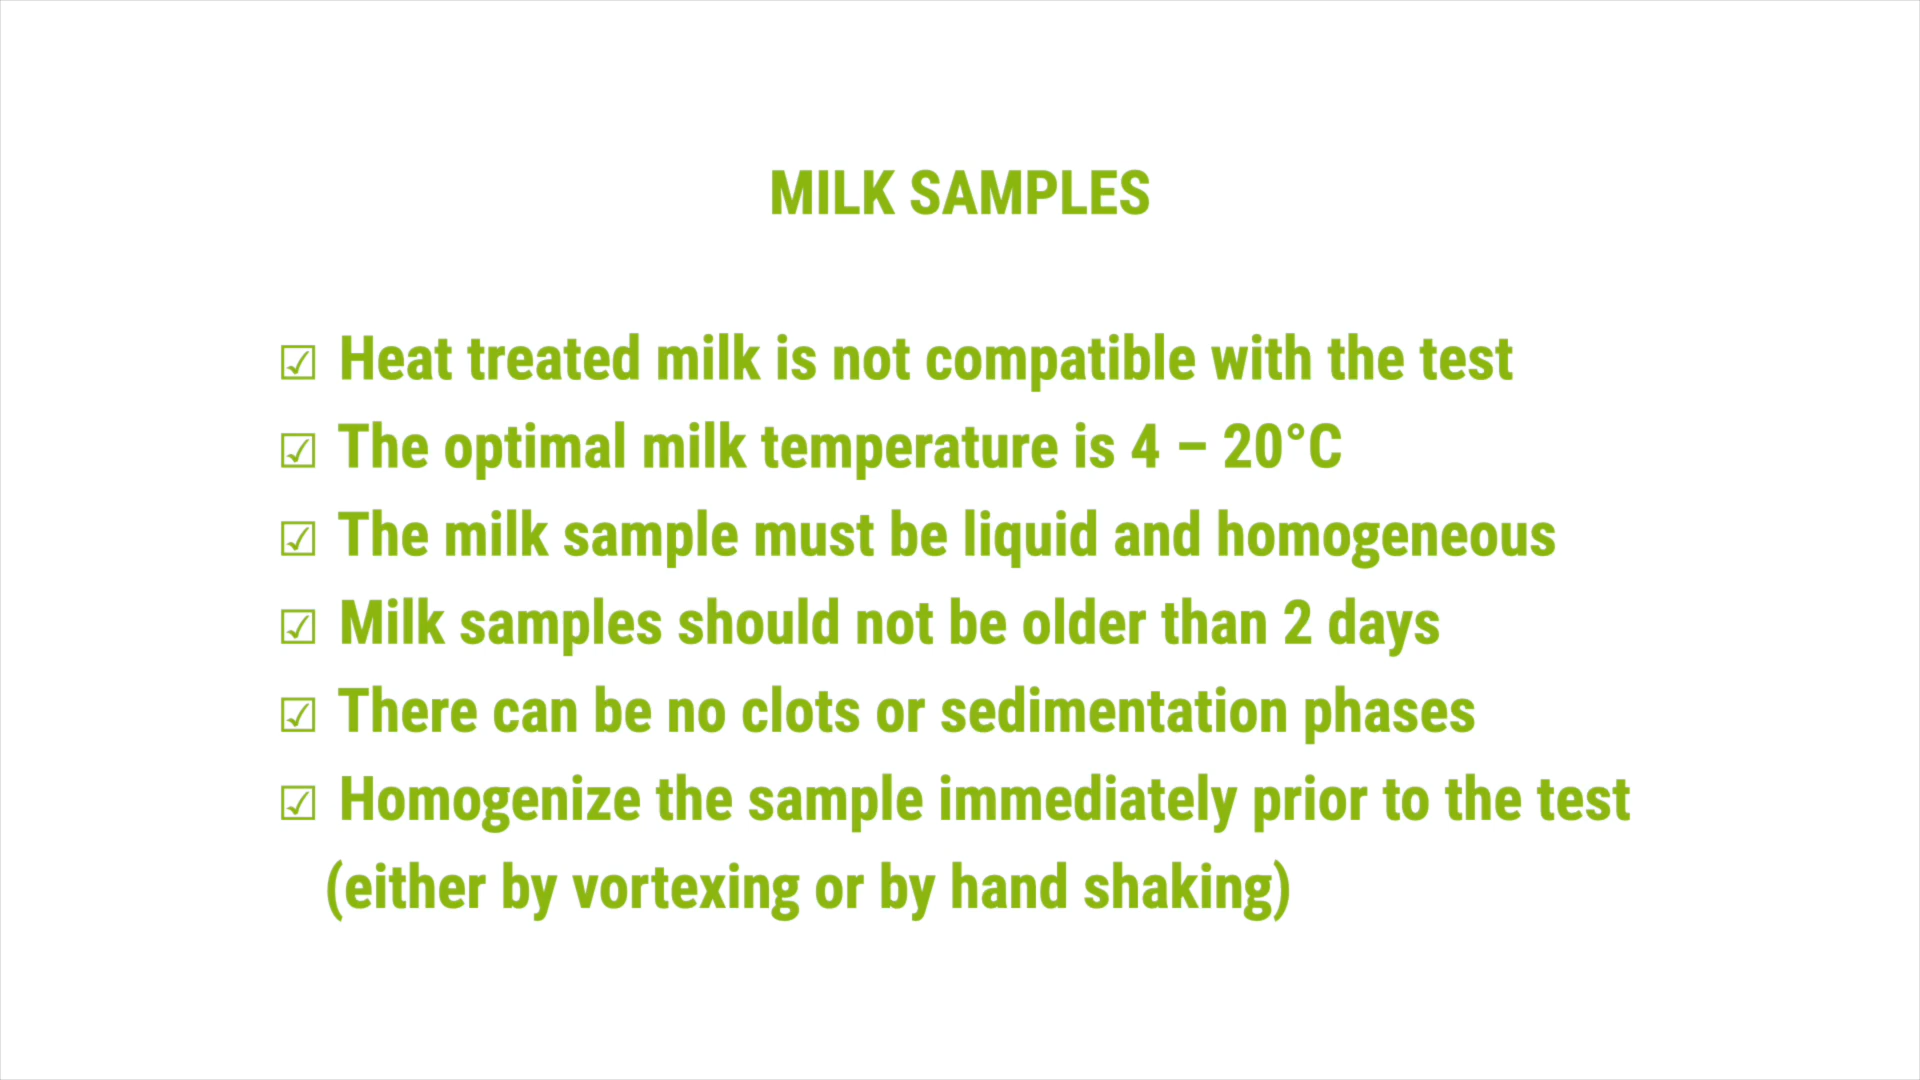 MILK SAMPLES
☑ Heat treated milk is not compatible with the test
☑ The optimal milk temperature is 4 – 20°C
☑ The milk sample must be liquid and homogeneous
☑ Milk samples should not be older than 2 days
☑ There can be no clots or sedimentation phases
☑ Homogenize the sample immediately prior to the test
(either by vortexing or by hand shaking)